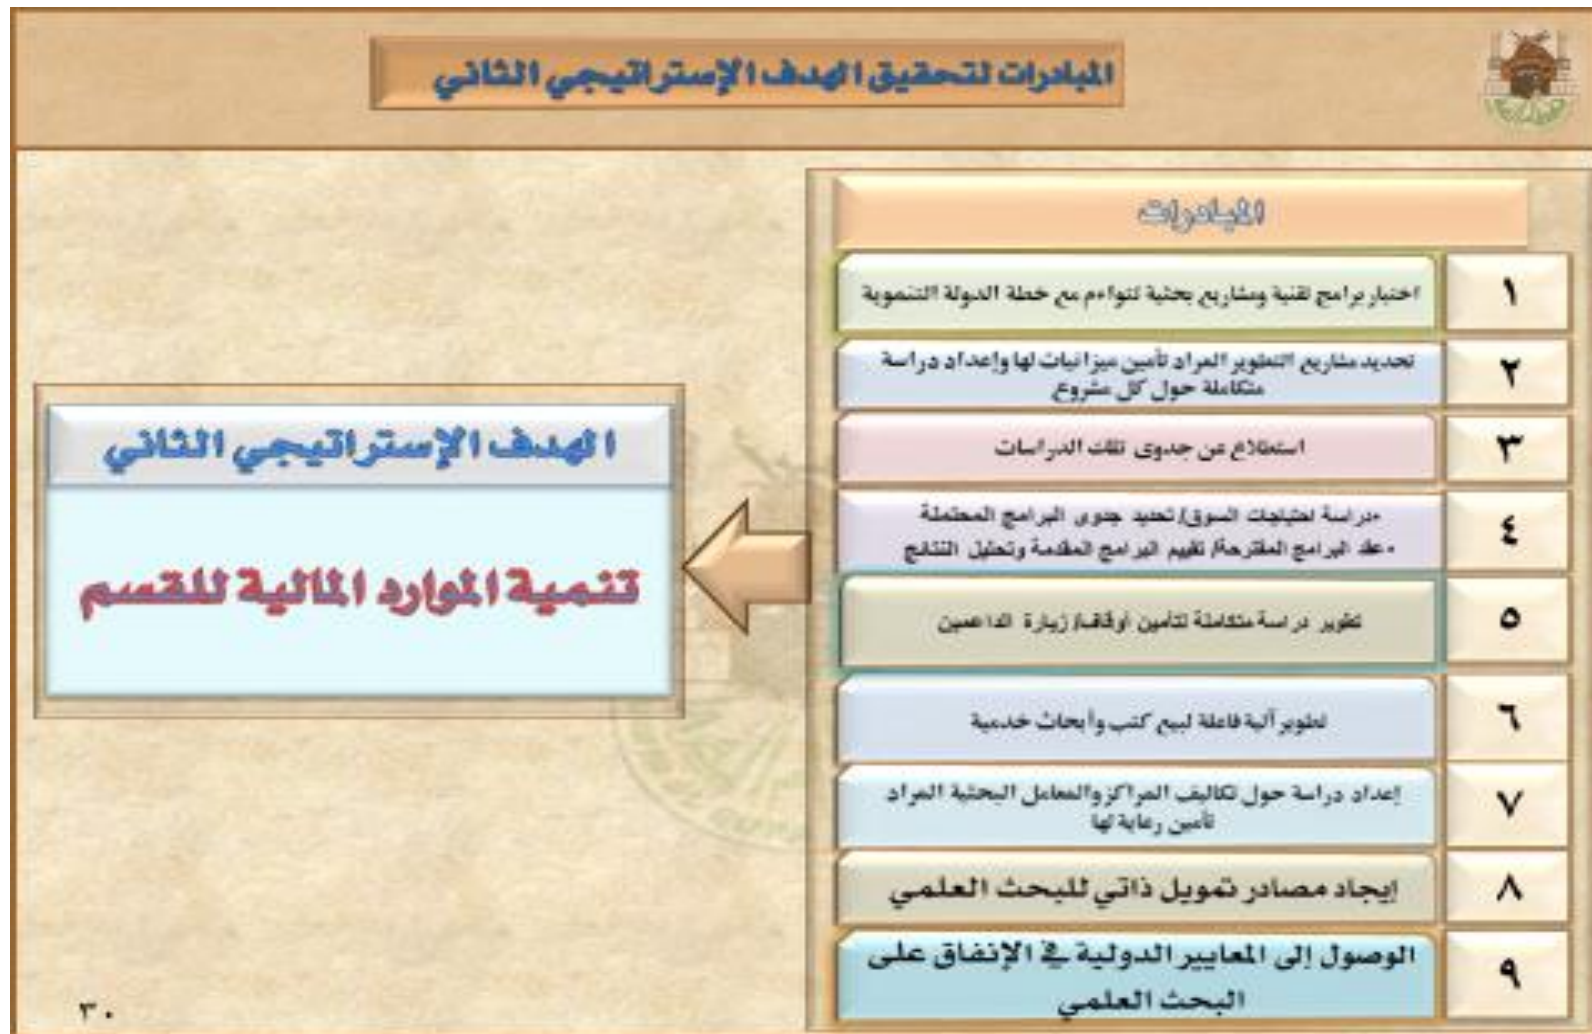 المبادرات لتحقيق الهدف الإستراتيجي الثاني
المبادرات
١
اختيار برامج تقنية ومشاريع بحثية تتواءم مع خطة الدولة التنموية
٢
تحديد مشاريع التطوير المراد تأمين ميزانيات لها وإعداد دراسة
متكاملة حول كل مشروع
٣
استطلاع عن جدوى تلك الدراسات
٤
-دراسة احتياجات السوق/ تحديد جدوى البرامج المحتملة
-عقد البرامج المقترحة/ تقييم البرامج المقدمة وتحليل النتائج
٥
تطوير دراسة متكاملة لتأمين أوقاف/ زيارة الداعمين
٦
تطوير آلية فاعلة لبيع كتب وأبحاث خدمية
٧
إعداد دراسة حول تكاليف المراكز والمعامل البحثية المراد
تأمين رعاية لها
٨
إيجاد مصادر تمويل ذاتي للبحث العلمي
٩
الوصول إلى المعايير الدولية في الإنفاق على
البحث العلمي
الهدف الإستراتيجي الثاني
تنمية الموارد المالية للقسم
٣٠